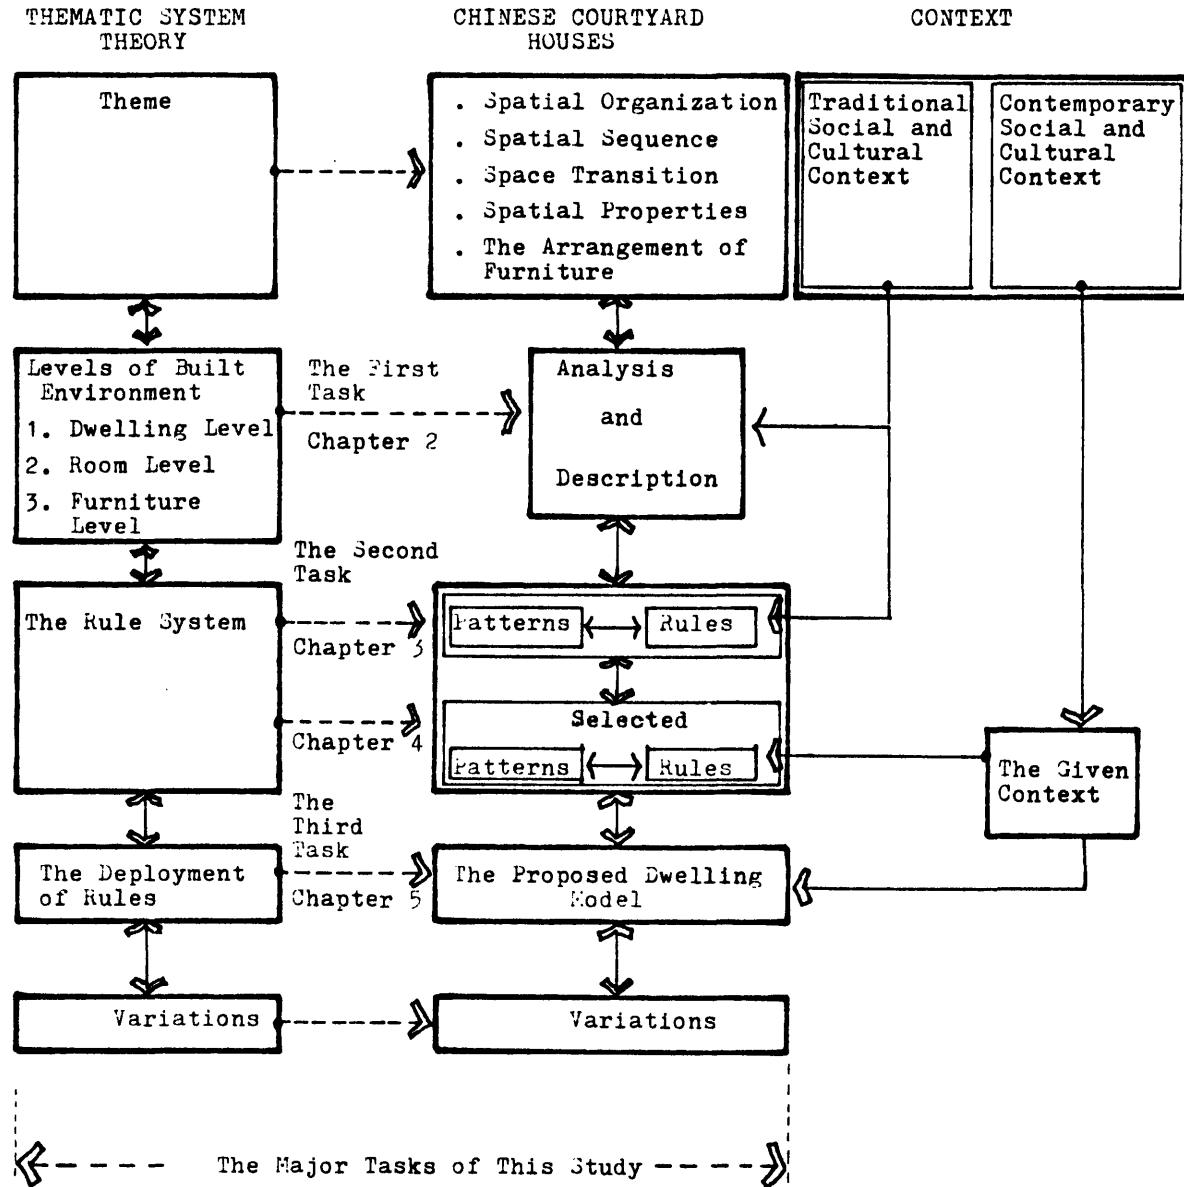 THEMATIC SYSTEM
THEORY
CHINESE COURTYARD
HOUSES
CONTEXT
Theme
. Spatial Organization
. Spatial Sequence
. Space Transition
. Spatial Properties
. The Arrangement of
Furniture
Traditional
Social and
Cultural
Context
Contemporary
Social and
Cultural
Context
Levels of Built
Environment
1. Dwelling Level
2. Room Level
3. Furniture
Level
The First
Task
Chapter 2
Analysis
and
Description
The Second
Task
The Rule System
Chapter 3
Patterns
Rules
Chapter 4
Selected
Patterns
Rules
The Given
Context
The
Third
Task
The Deployment
of Rules
Chapter 5
The Proposed Dwelling
Model
Variations
Variations
The Major Tasks of This Study